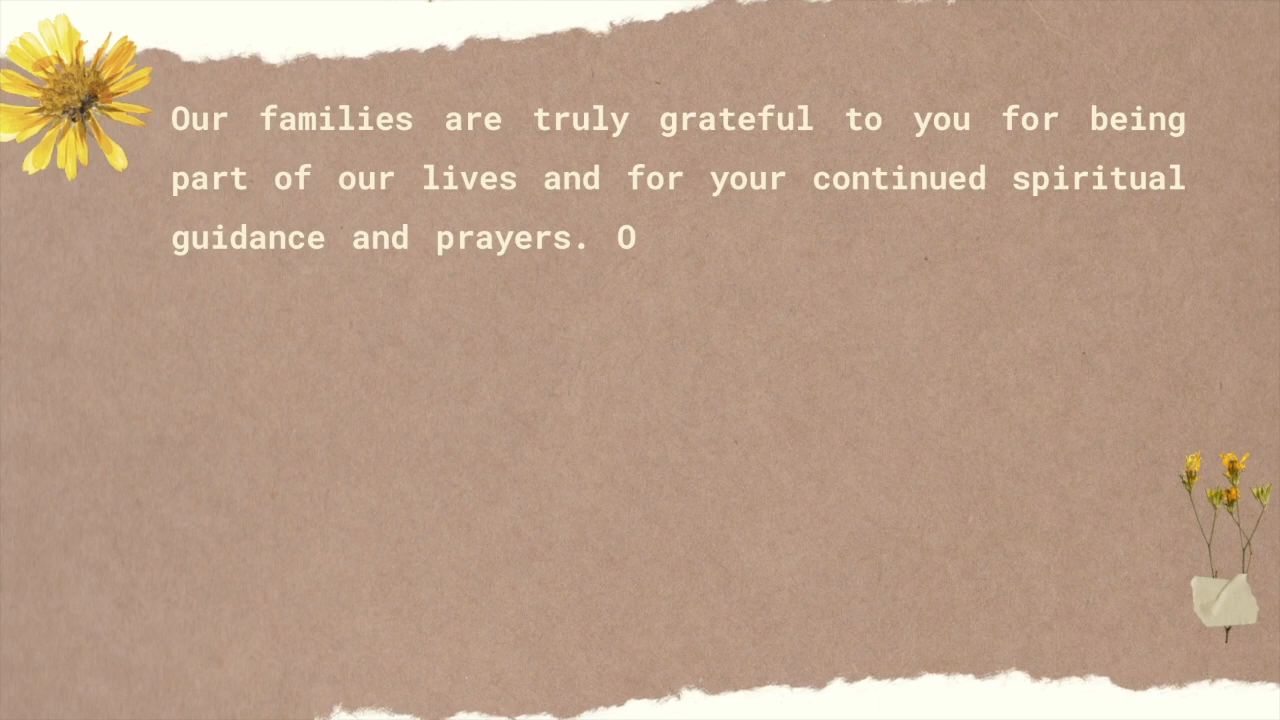 Our families are truly grateful to you for being
part of our lives and for your continued spiritual
guidance and prayers. O